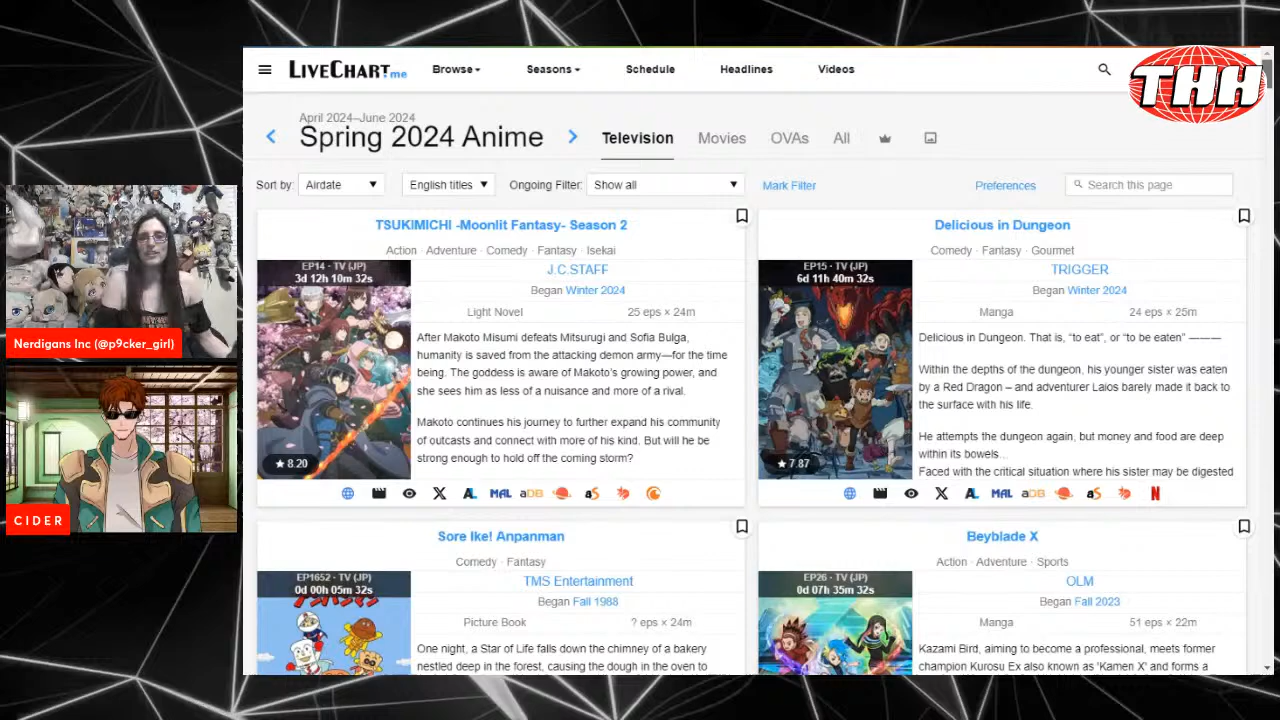 LIVECHART.me
Browse
Seasons
Schedule
Headlines
Videos
THH
April 2024–June 2024
Spring 2024 Anime
Television
Movies
OVAs
All
Sort by:
Airdate
English titles
Ongoing Filter:
Show all
Mark Filter
Preferences
Search this page
TSUKIMICHI -Moonlit Fantasy- Season 2
Action · Adventure · Comedy · Fantasy · Isekai
EP14 · TV (JP)
3d 12h 10m 32s
J.C.STAFF
Began Winter 2024
Light Novel
25 eps × 24m
After Makoto Misumi defeats Mitsurugi and Sofia Bulga,
humanity is saved from the attacking demon army—for the time
being. The goddess is aware of Makoto's growing power, and
she sees him as less of a nuisance and more of a rival.
Makoto continues his journey to further expand his community
of outcasts and connect with more of his kind. But will he be
strong enough to hold off the coming storm?
★ 8.20
AL
MAL
aDB
aS
Delicious in Dungeon
Comedy · Fantasy · Gourmet
EP15 · TV (JP)
6d 11h 40m 32s
TRIGGER
Began Winter 2024
Manga
24 eps × 25m
Delicious in Dungeon. That is, “to eat”, or “to be eaten” ———
Within the depths of the dungeon, his younger sister was eaten
by a Red Dragon – and adventurer Laios barely made it back to
the surface with his life.
He attempts the dungeon again, but money and food are deep
within its bowels…
Faced with the critical situation where his sister may be digested
★ 7.87
AL
MAL
aDB
aS
N
Sore Ike! Anpanman
Comedy · Fantasy
EP1652 · TV (JP)
0d 00h 05m 32s
TMS Entertainment
Began Fall 1988
Picture Book
? eps × 24m
One night, a Star of Life falls down the chimney of a bakery
nestled deep in the forest, causing the dough in the oven to
Beyblade X
Action · Adventure · Sports
EP26 · TV (JP)
0d 07h 35m 32s
OLM
Began Fall 2023
Manga
51 eps × 22m
Kazami Bird, aiming to become a professional, meets former
champion Kurosu Ex also known as 'Kamen X' and forms a
Nerdigans Inc (@p9cker_girl)
CIDER